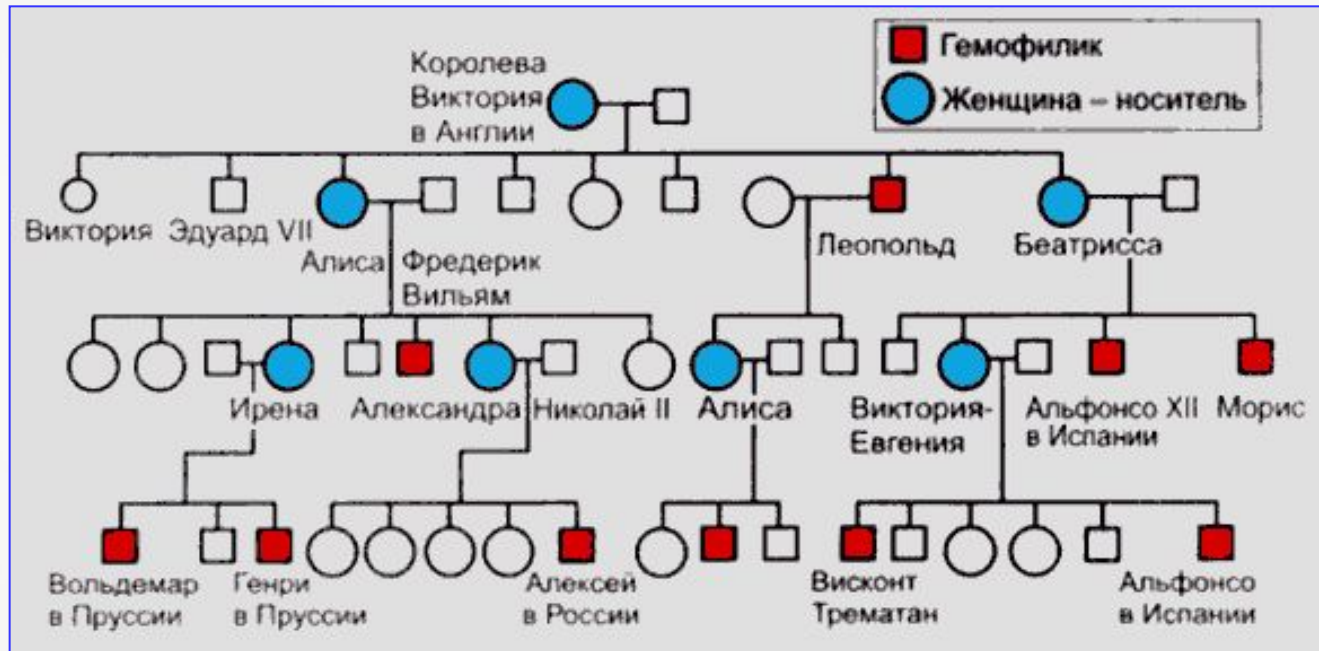 Королева
Виктория
в Англии
Гемофилик
Женщина – носитель
Виктория
Эдуард VII
Алиса
Фредерик
Вильям
Леопольд
Беатрисса
Ирена
Александра
Николай II
Алиса
Виктория-
Евгения
Альфонсо XII
в Испании
Морис
Вольдемар
в Пруссии
Генри
в Пруссии
Алексей
в России
Висконт
Трематан
Альфонсо
в Испании